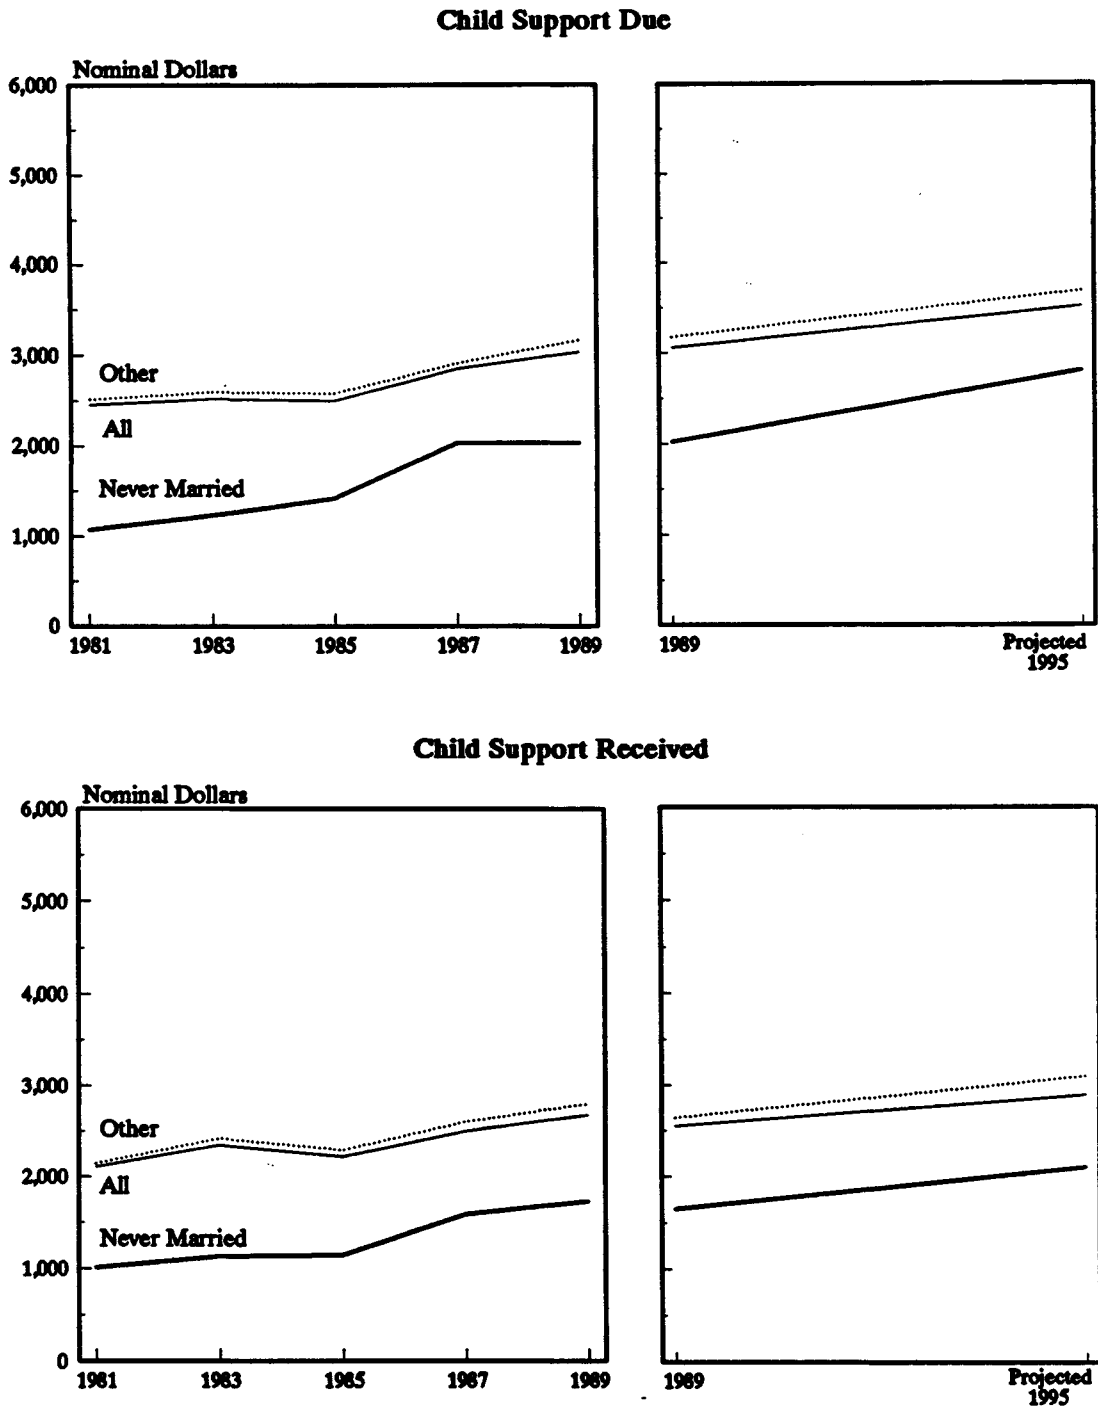 Child Support Due
Nominal Dollars
6,000
5,000
4,000
3,000
2,000
1,000
0
Other
All
Never Married
1981 1983 1985 1987 1989
1989 Projected
1995
Child Support Received
Nominal Dollars
6,000
5,000
4,000
3,000
2,000
1,000
0
Other
All
Never Married
1981 1983 1985 1987 1989
1989 Projected
1995